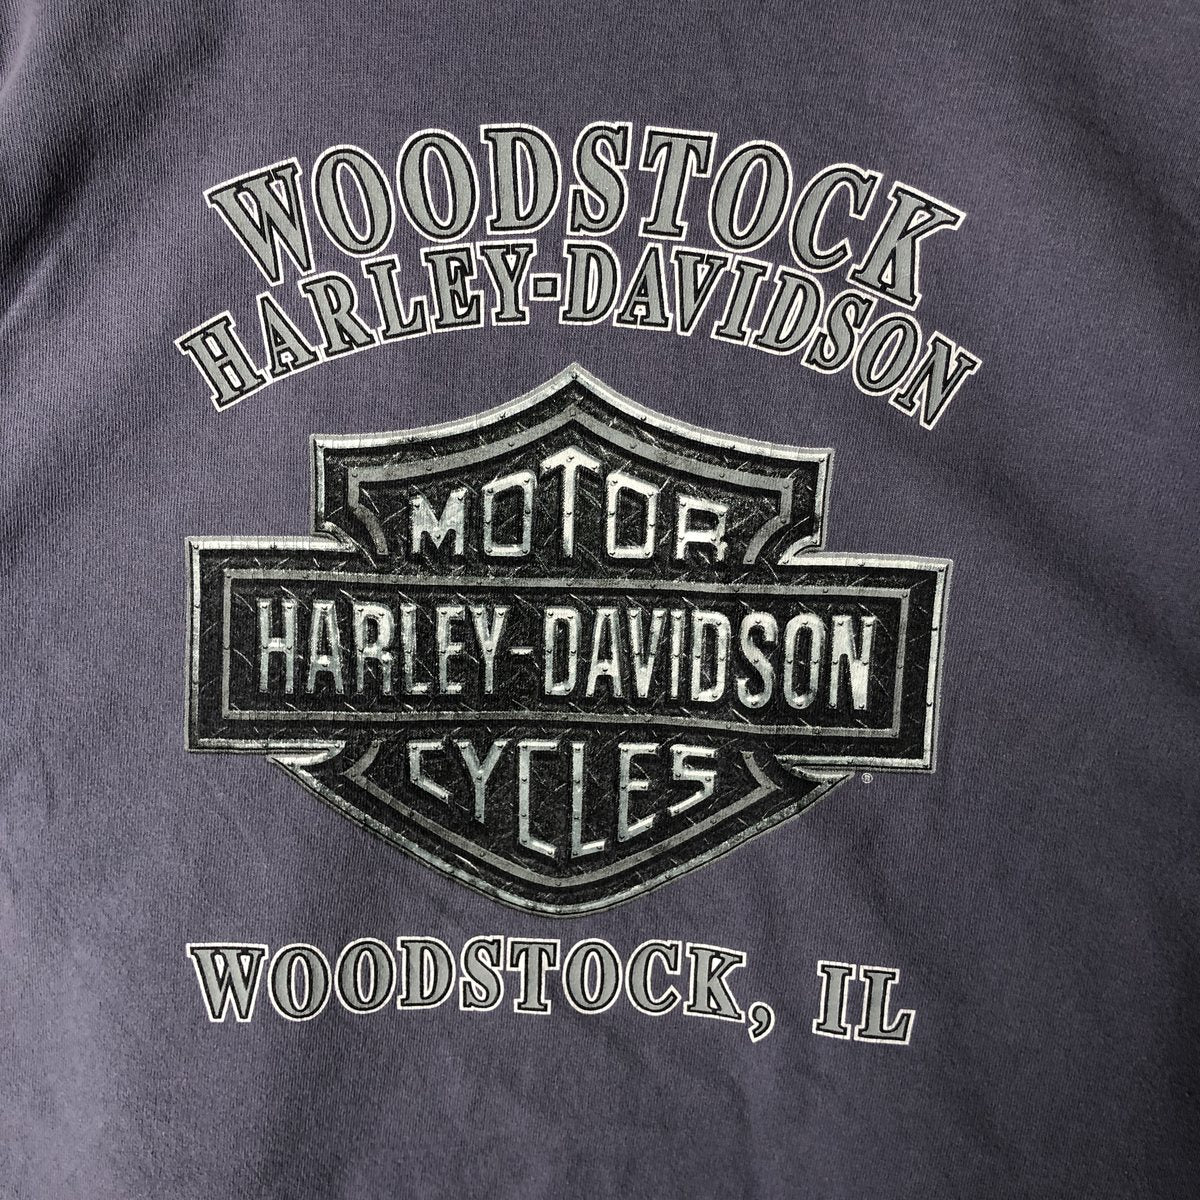 WOODSTOCK
HARLEY-DAVIDSON
MOTOR
HARLEY-DAVIDSON
CYCLES
®
WOODSTOCK, IL